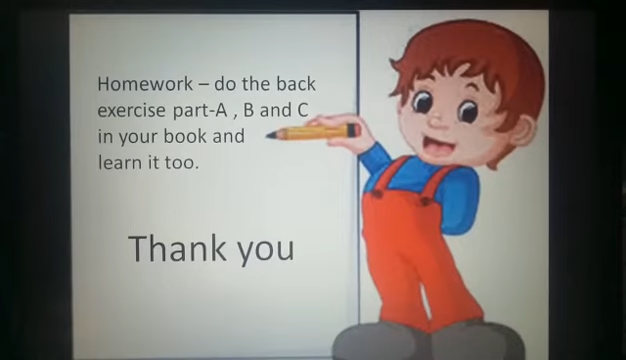 Homework – do the back
exercise part-A , B and C
in your book and
learn it too.
Thank you